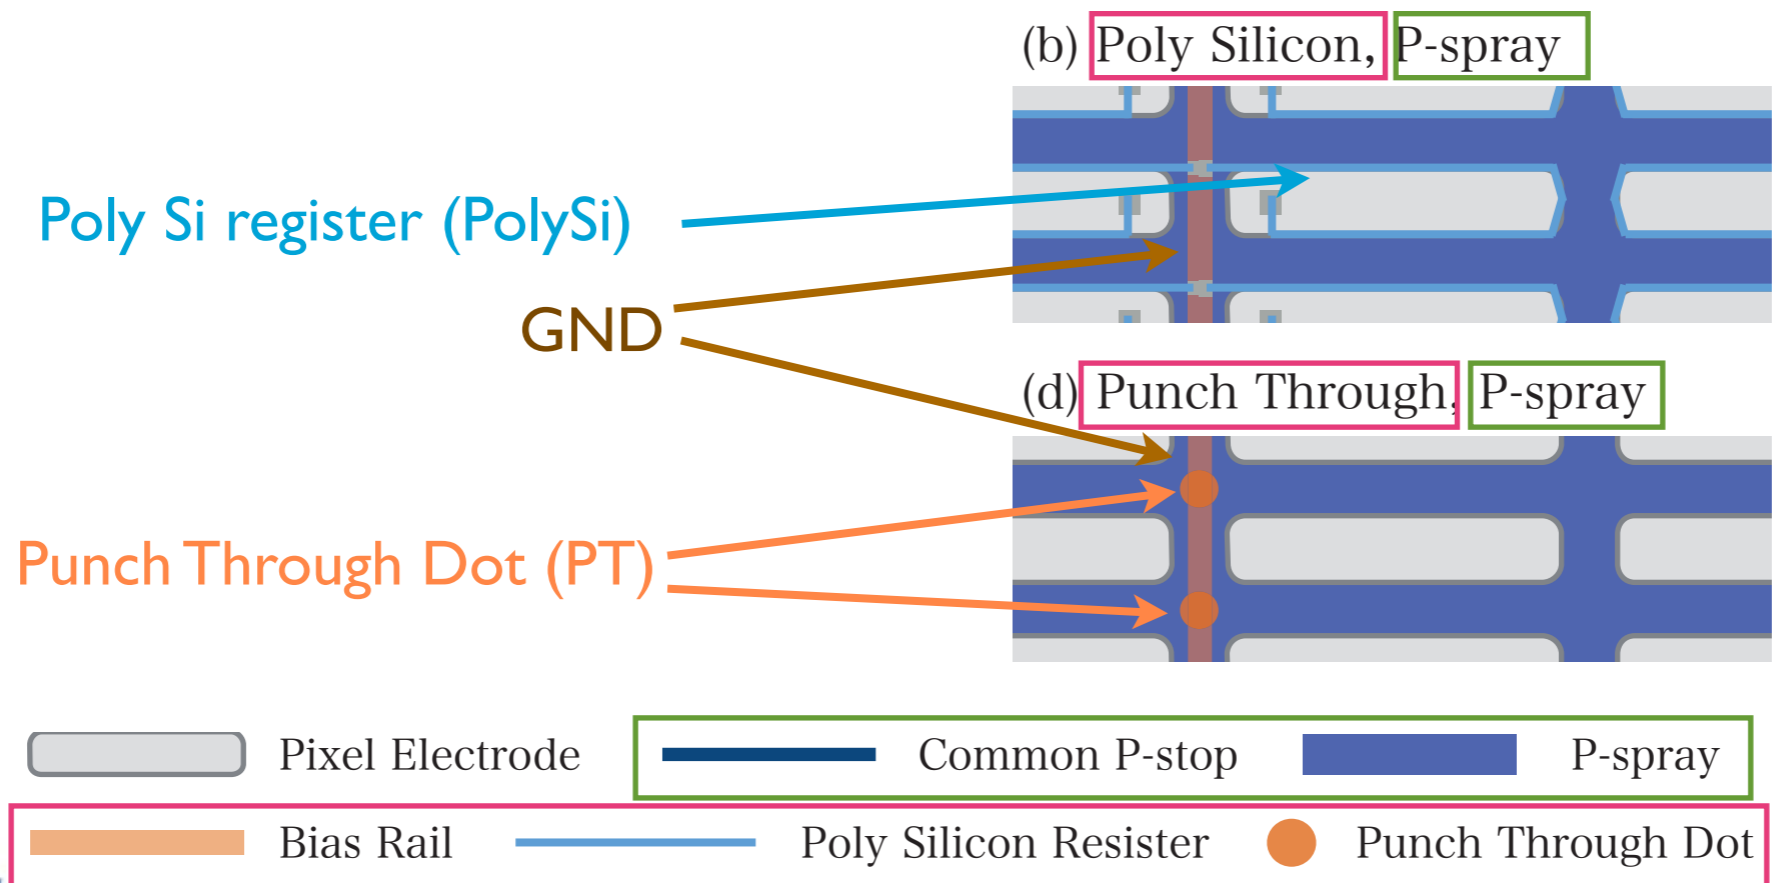 (b) Poly Silicon, P-spray
Poly Si register (PolySi)
GND
(d) Punch Through, P-spray
Punch Through Dot (PT)
Pixel Electrode Common P-stop P-spray
Bias Rail Poly Silicon Resister Punch Through Dot